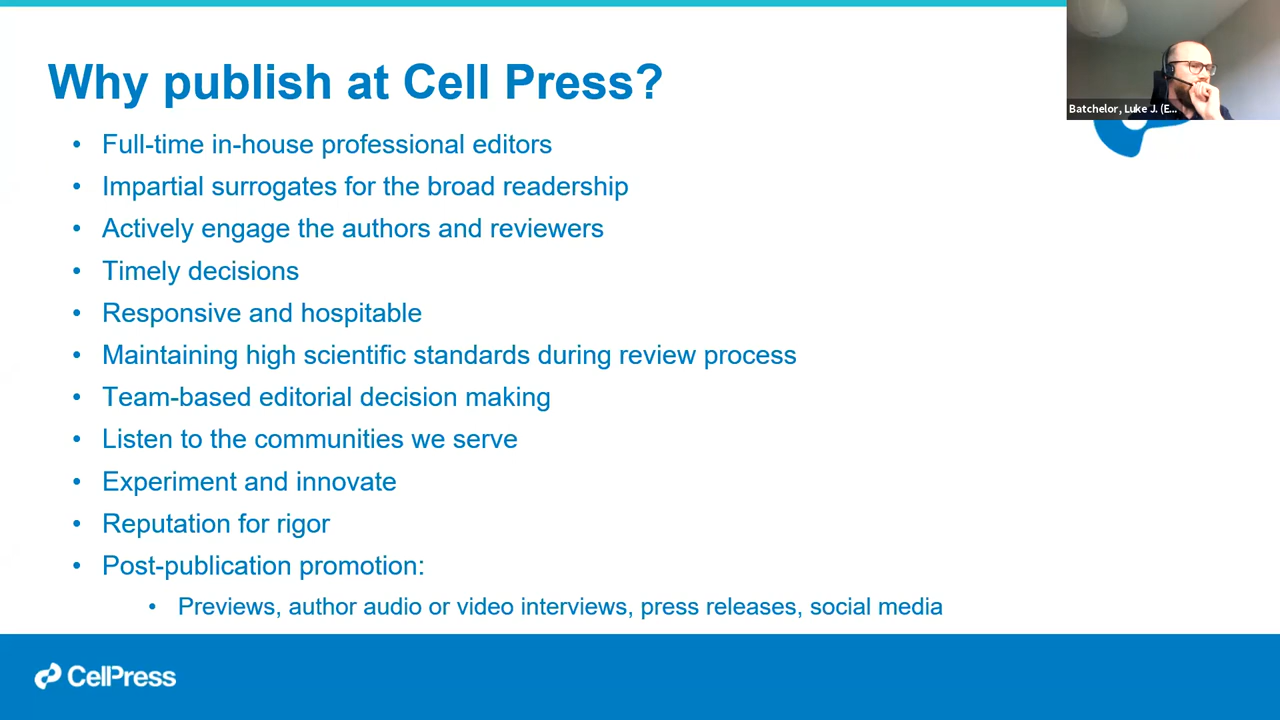 Why publish at Cell Press?
Batchelor, Luke J. (E...
• Full-time in-house professional editors
• Impartial surrogates for the broad readership
• Actively engage the authors and reviewers
• Timely decisions
• Responsive and hospitable
• Maintaining high scientific standards during review process
• Team-based editorial decision making
• Listen to the communities we serve
• Experiment and innovate
• Reputation for rigor
• Post-publication promotion:
• Previews, author audio or video interviews, press releases, social media
CellPress